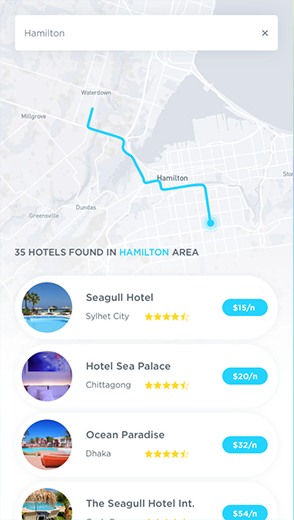 Hamilton ×
Waterdown
Millgrove
Hamilton
Dundas
Greensville
35 HOTELS FOUND IN HAMILTON AREA
Seagull Hotel
Sylhet City
$15/n
Hotel Sea Palace
Chittagong
$20/n
Ocean Paradise
Dhaka
$32/n
The Seagull Hotel Int.
$54/n